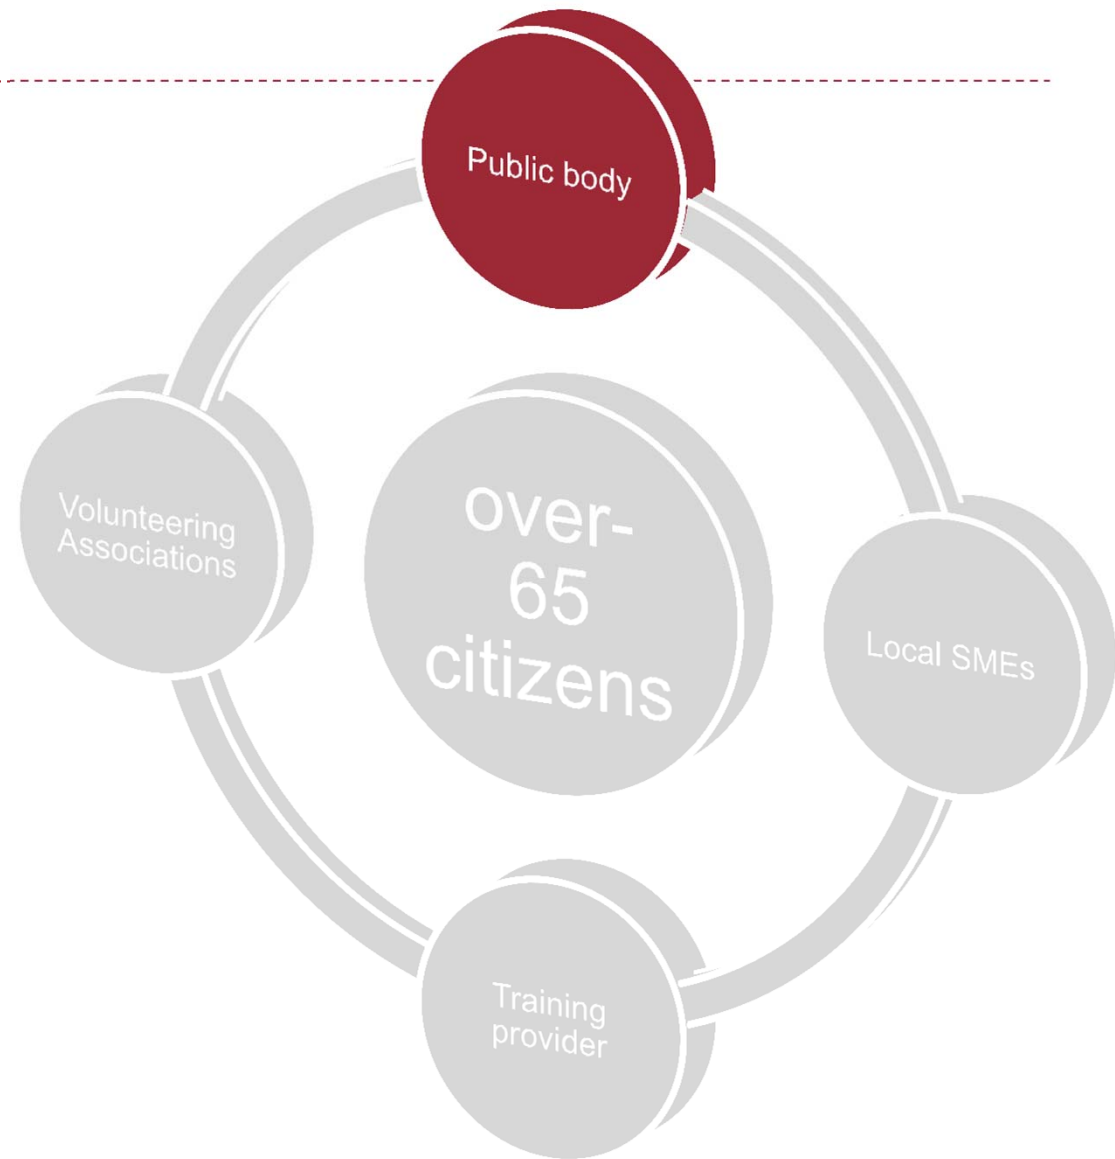 Public body
Volunteering
Associations
over-
65
citizens
Local SMEs
Training
provider